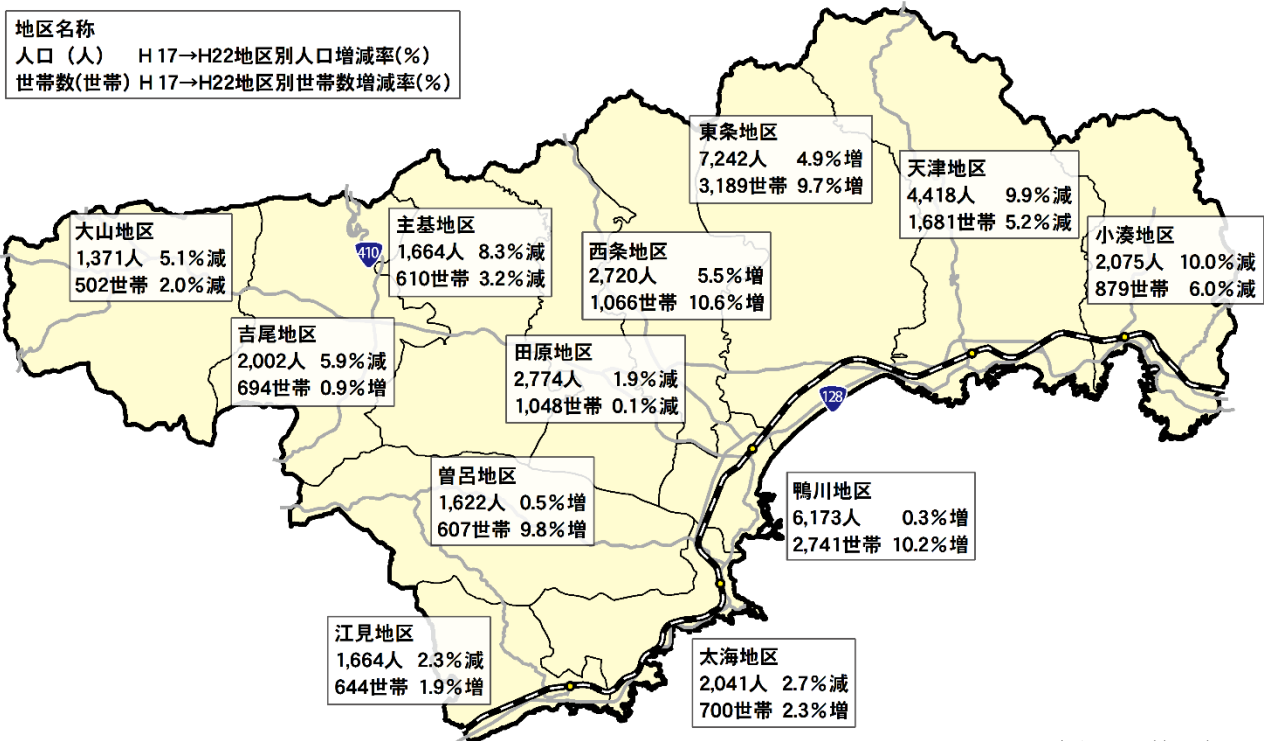 地区名称
人口（人） H 17→H22地区別人口増減率(%)
世帯数(世帯) H 17→H22地区別世帯数増減率(%)
東条地区
7,242人 4.9%増
3,189世帯 9.7%増
天津地区
4,418人 9.9%減
1,681世帯 5.2%減
小湊地区
2,075人 10.0%減
879世帯 6.0%減
大山地区
1,371人 5.1%減
502世帯 2.0%減
410
主基地区
1,664人 8.3%減
610世帯 3.2%減
西条地区
2,720人 5.5%増
1,066世帯 10.6%増
吉尾地区
2,002人 5.9%減
694世帯 0.9%増
田原地区
2,774人 1.9%減
1,048世帯 0.1%減
128
曽呂地区
1,622人 0.5%増
607世帯 9.8%増
鴨川地区
6,173人 0.3%増
2,741世帯 10.2%増
江見地区
1,664人 2.3%減
644世帯 1.9%増
太海地区
2,041人 2.7%減
700世帯 2.3%増